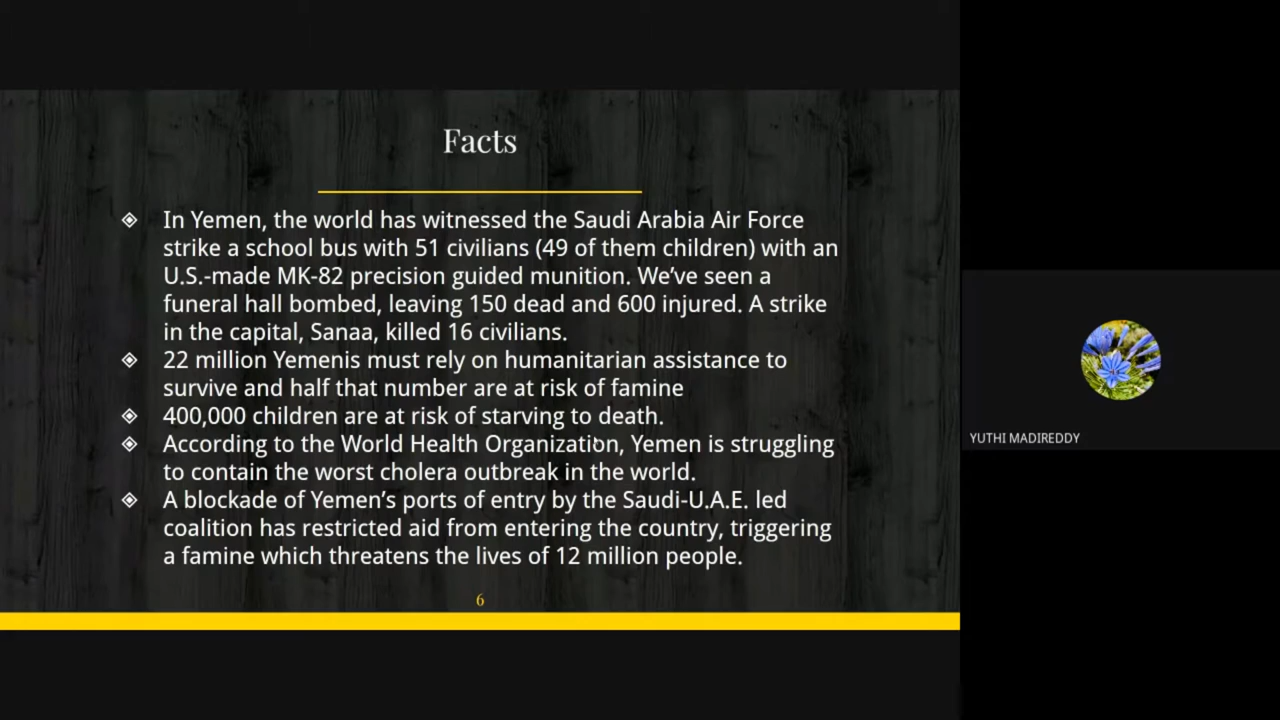 Facts
In Yemen, the world has witnessed the Saudi Arabia Air Force
strike a school bus with 51 civilians (49 of them children) with an
U.S.-made MK-82 precision guided munition. We’ve seen a
funeral hall bombed, leaving 150 dead and 600 injured. A strike
in the capital, Sanaa, killed 16 civilians.
22 million Yemenis must rely on humanitarian assistance to
survive and half that number are at risk of famine
400,000 children are at risk of starving to death.
According to the World Health Organization, Yemen is struggling
to contain the worst cholera outbreak in the world.
A blockade of Yemen’s ports of entry by the Saudi-U.A.E. led
coalition has restricted aid from entering the country, triggering
a famine which threatens the lives of 12 million people.
6
YUTHI MADIREDDY